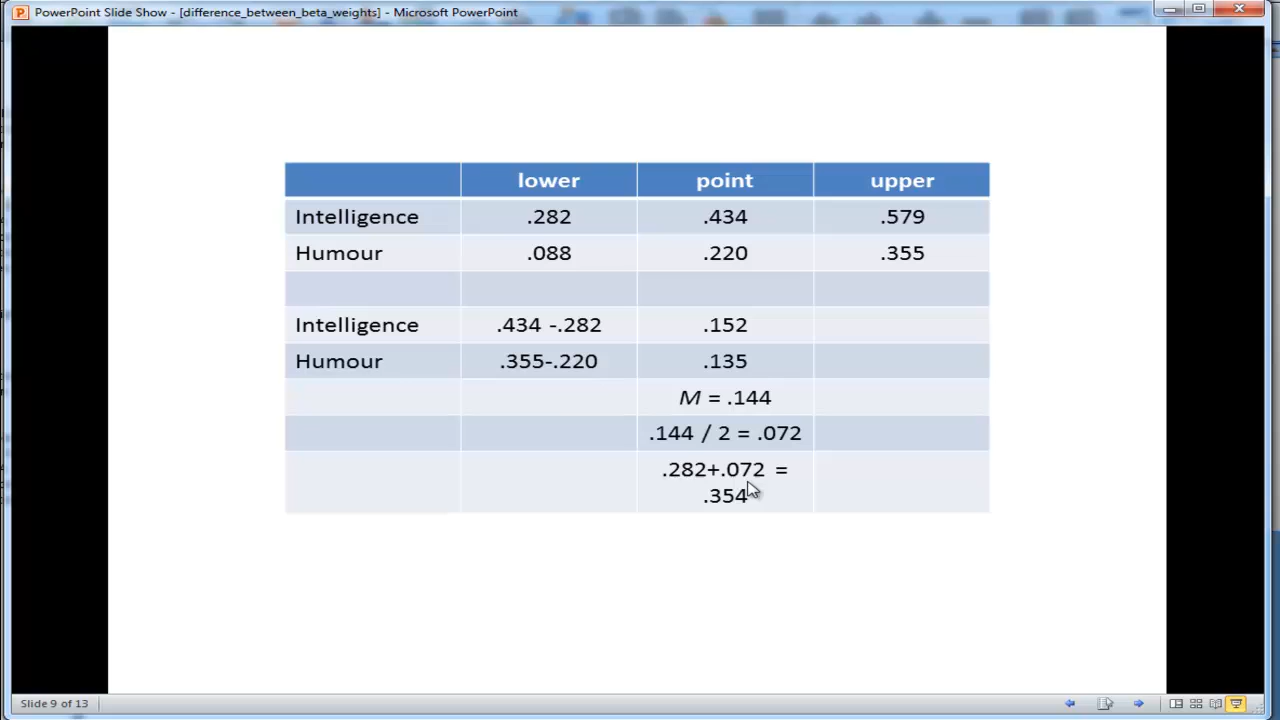 PowerPoint Slide Show - [difference_between_beta_weights] - Microsoft PowerPoint
lower point upper
Intelligence .282 .434 .579
Humour .088 .220 .355
Intelligence .434 -.282 .152
Humour .355-.220 .135
M = .144
.144 / 2 = .072
.282+.072 =
.354
Slide 9 of 13